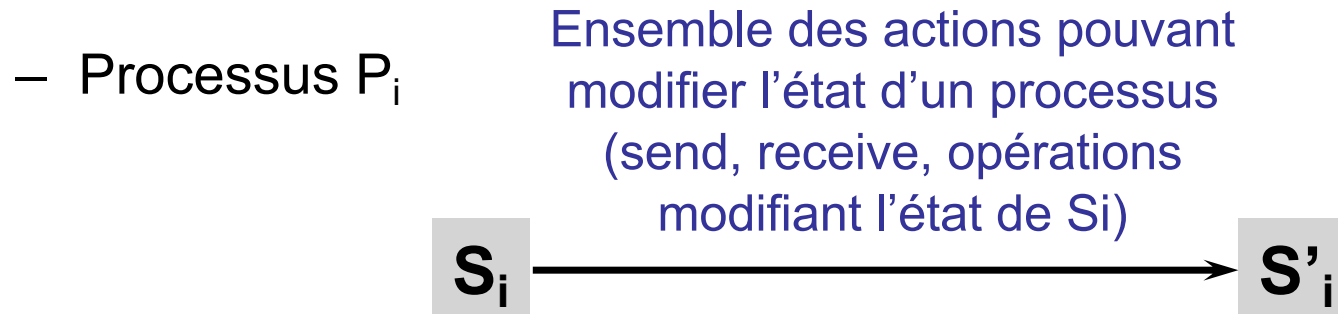 – Processus Pi
Ensemble des actions pouvant
modifier l’état d’un processus
(send, receive, opérations
modifiant l’état de Si)
Si
S’i